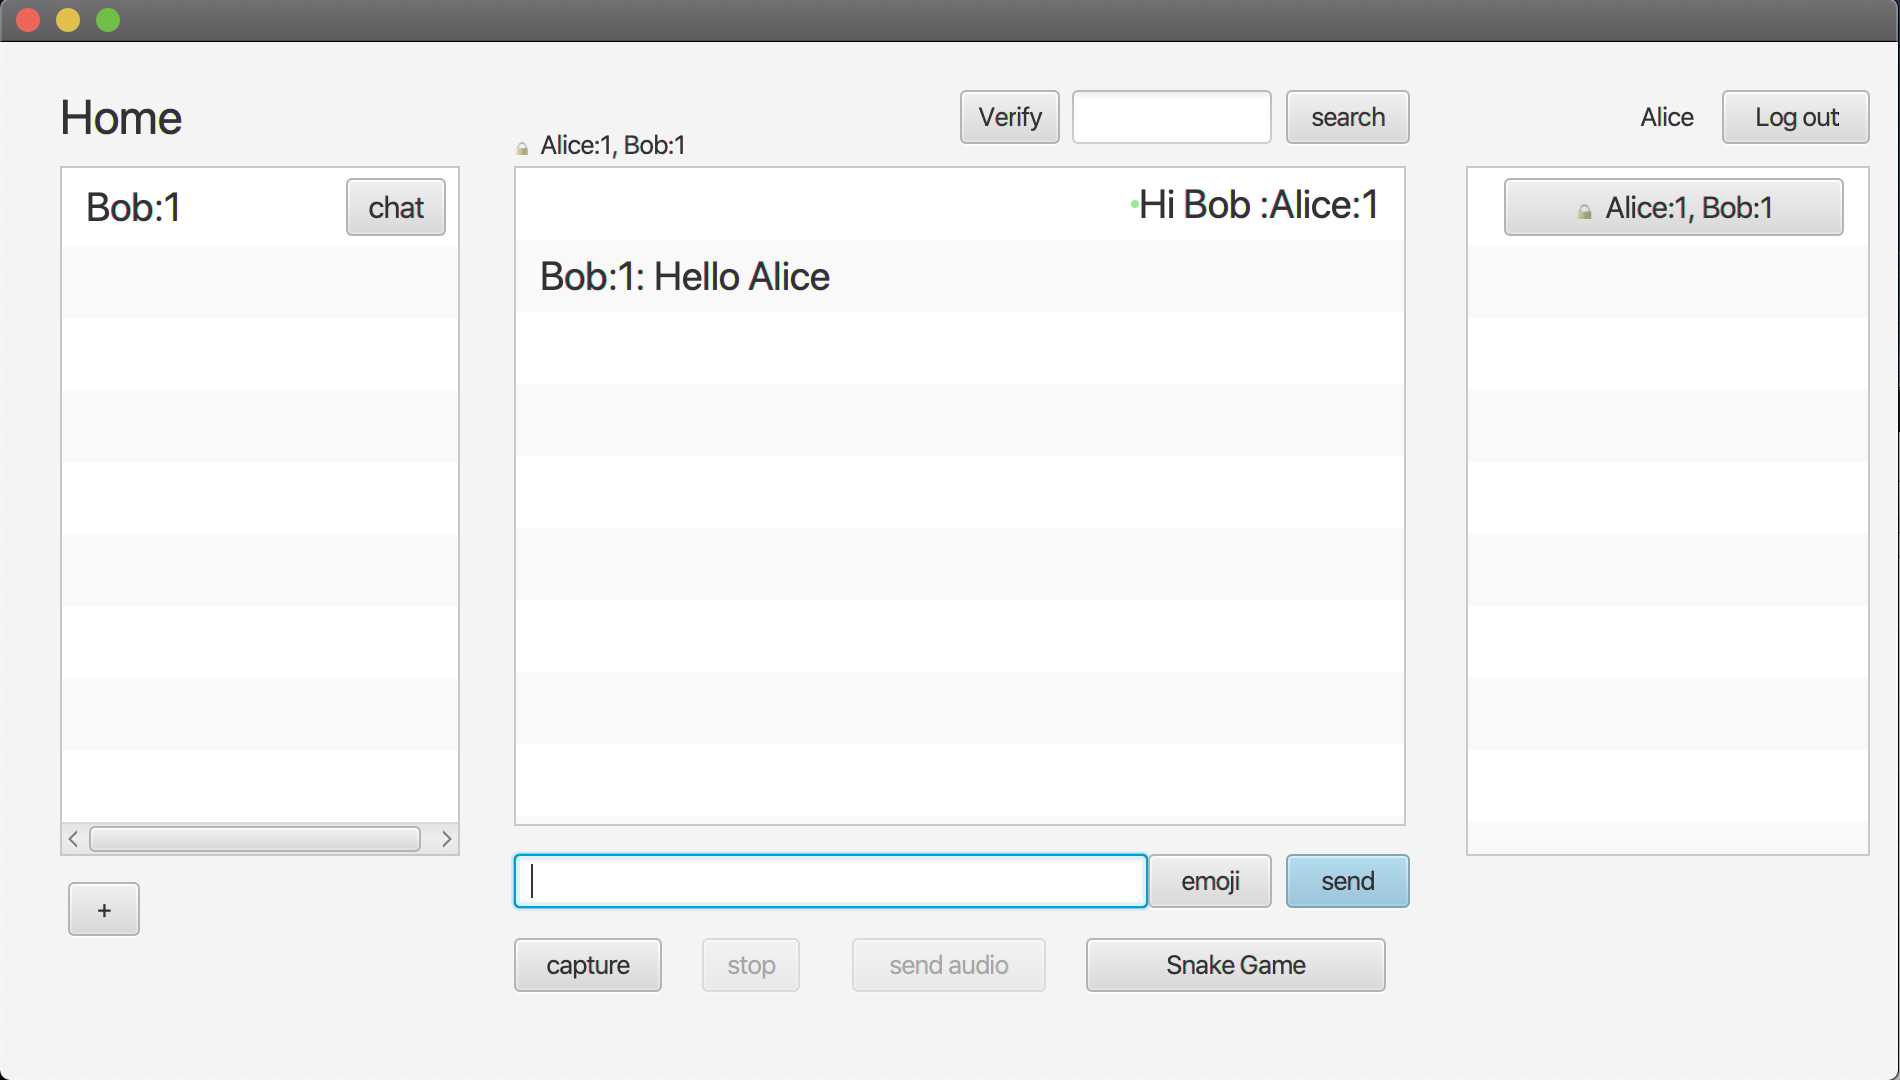 Home
Verify
search
Alice
Log out
Alice:1, Bob:1
Bob:1
chat
Hi Bob :Alice:1
Alice:1, Bob:1
Bob:1: Hello Alice
emoji
send
+
capture
stop
send audio
Snake Game